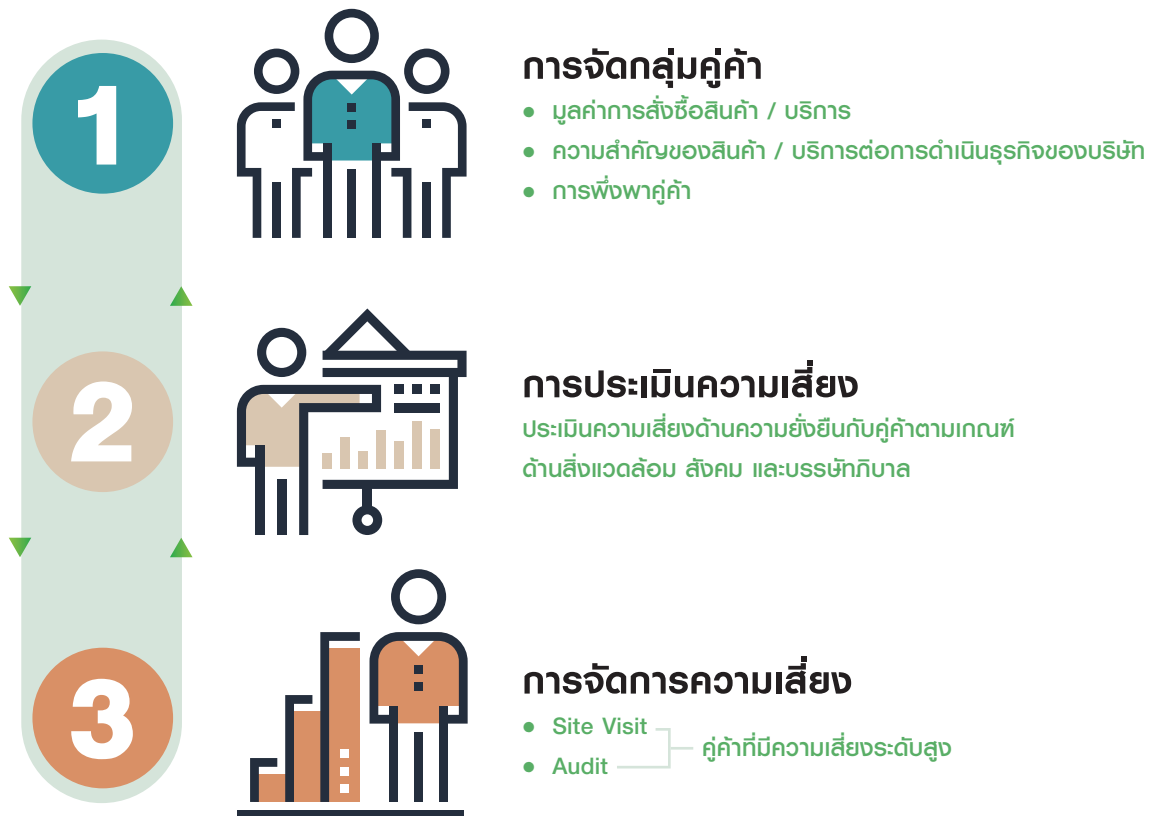 1
การจัดกลุ่มคู่ค้า
• มูลค่าการสั่งซื้อสินค้า / บริการ
• ความสำคัญของสินค้า / บริการต่อการดำเนินธุรกิจของบริษัท
• การพึ่งพาคู่ค้า
2
การประเมินความเสี่ยง
ประเมินความเสี่ยงด้านความยั่งยืนกับคู่ค้าตามเกณฑ์
ด้านสิ่งแวดล้อม สังคม และบรรษัทภิบาล
3
การจัดการความเสี่ยง
• Site Visit
• Audit
คู่ค้าที่มีความเสี่ยงระดับสูง